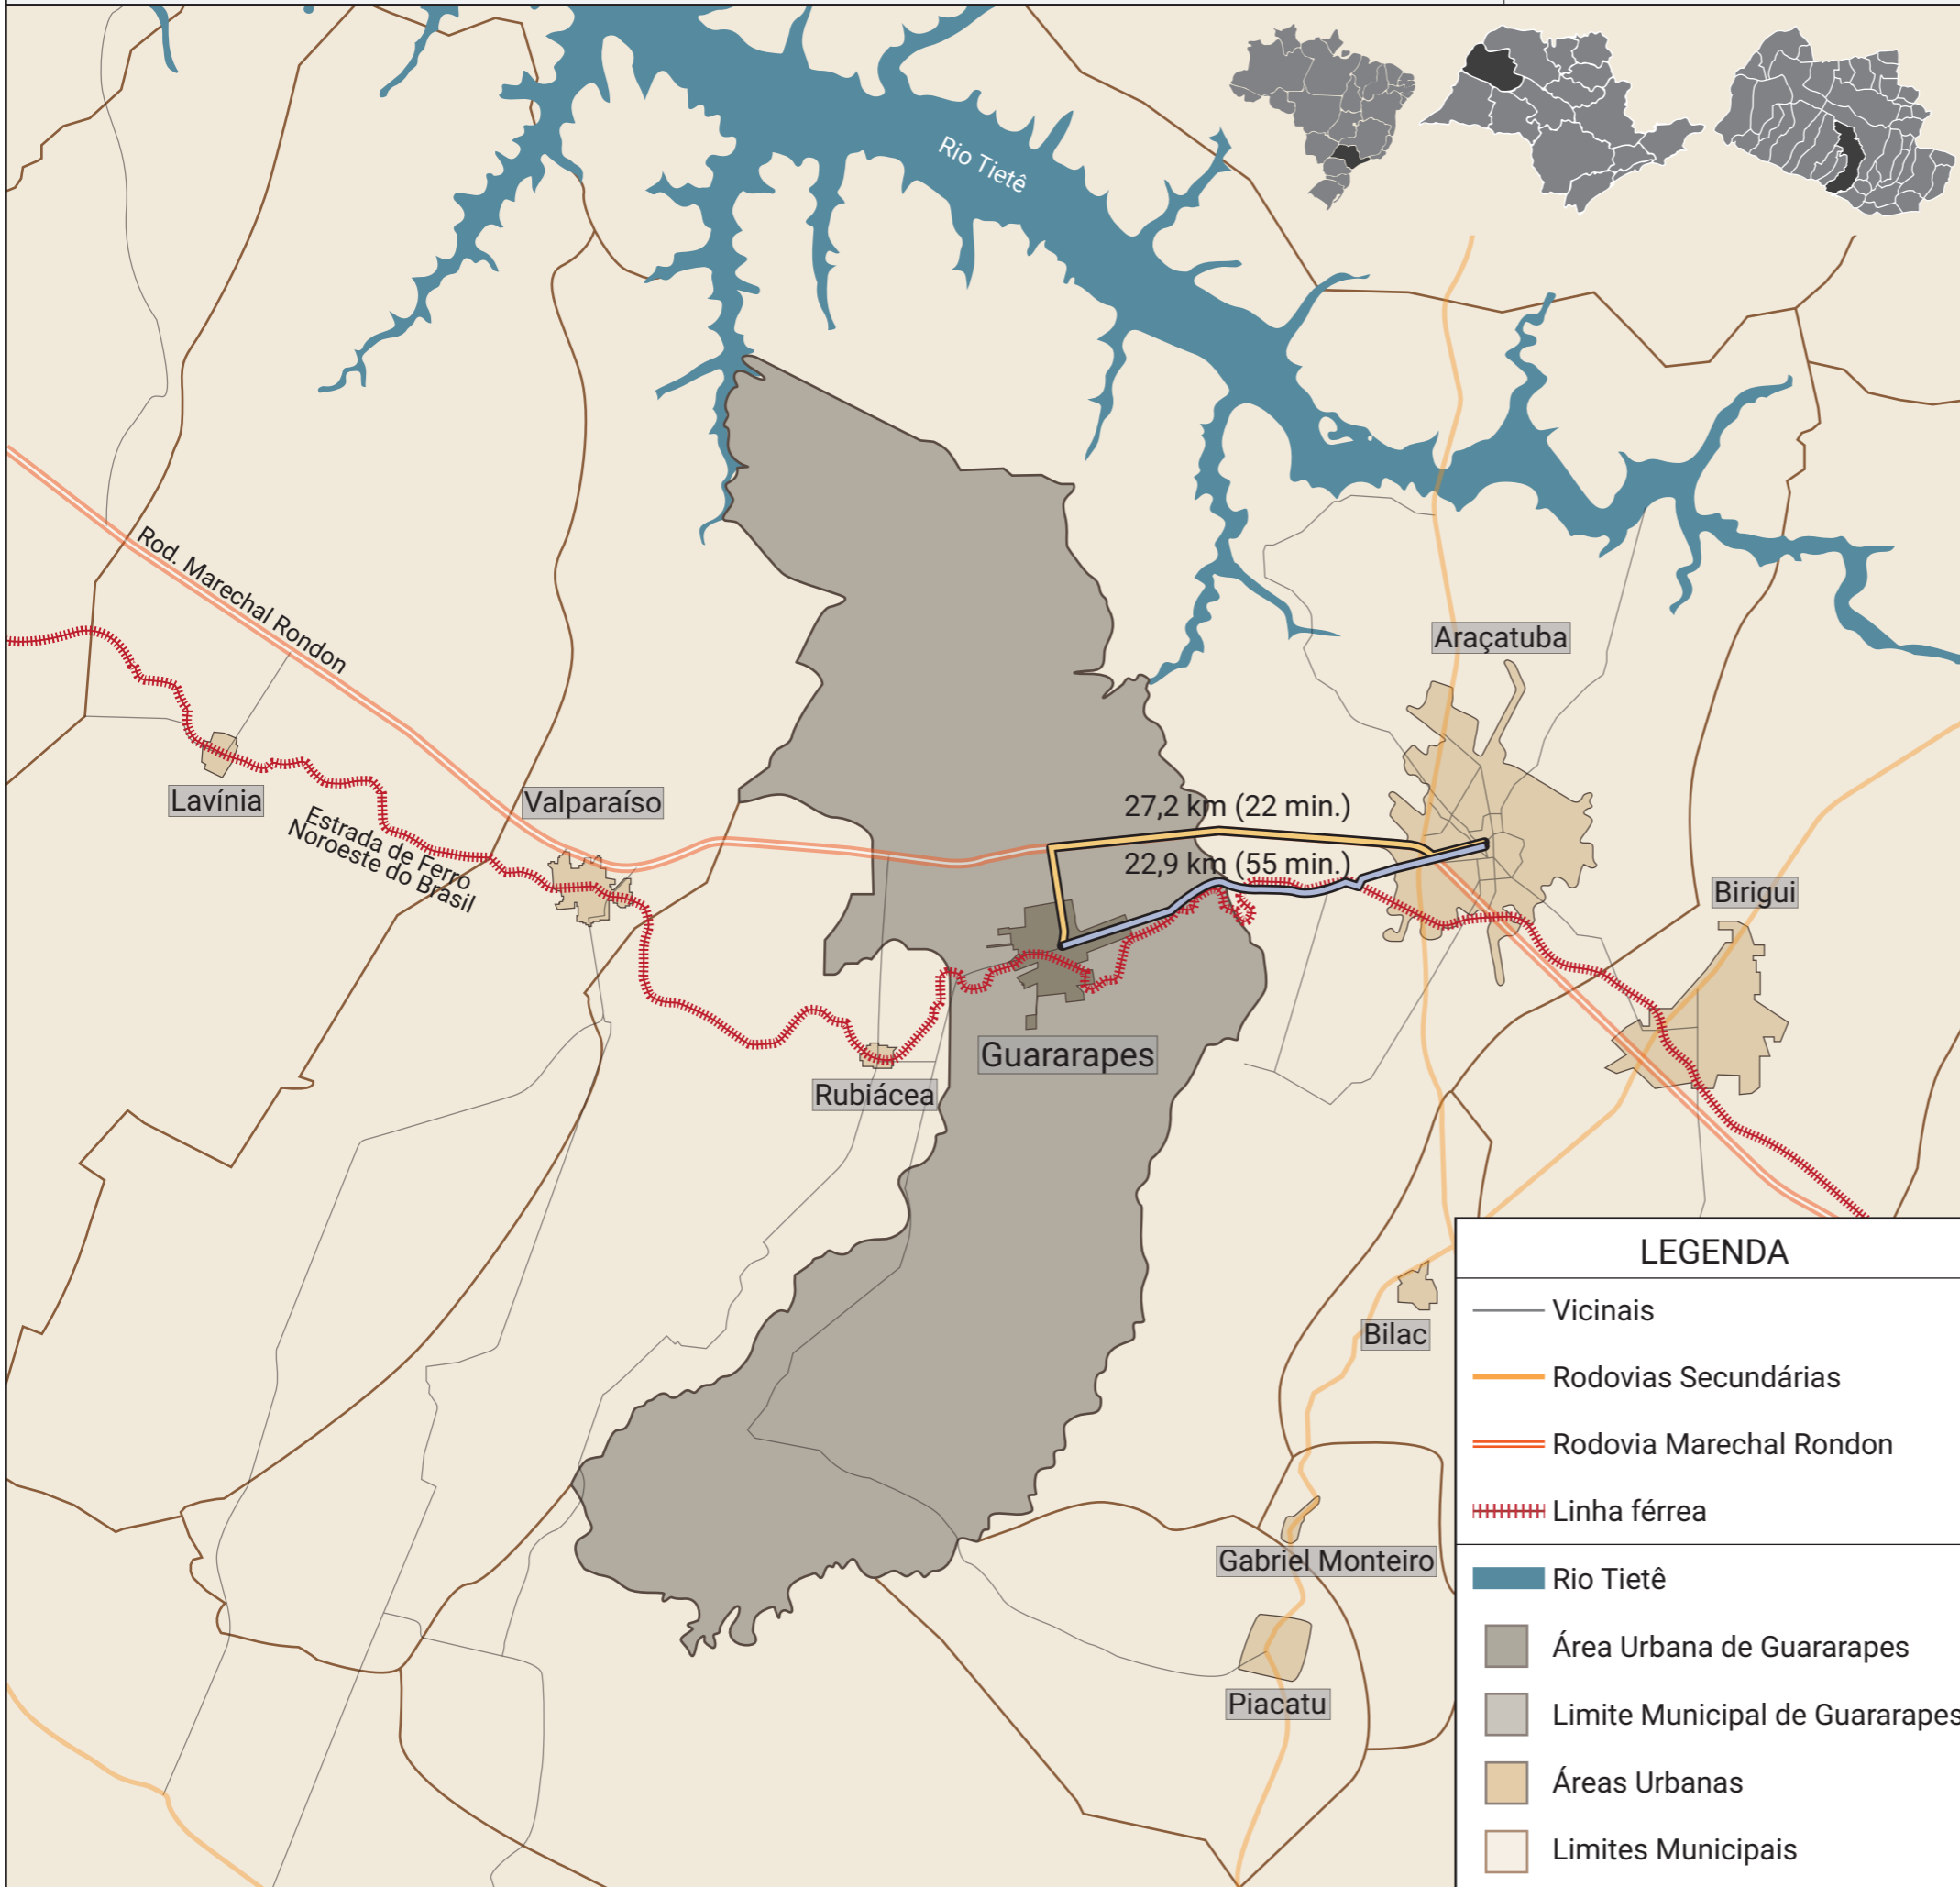 Rio Tietê
Rod. Marechal Rondon
Araçatuba
Lavínia
Valparaíso
27,2 km (22 min.)
Estrada de Ferro
Noroeste do Brasil
22,9 km (55 min.)
Birigui
Guararapes
Rubiácea
Bilac
Gabriel Monteiro
Piacatu
LEGENDA
Vicinais
Rodovias Secundárias
Rodovia Marechal Rondon
Linha férrea
Rio Tietê
Área Urbana de Guararapes
Limite Municipal de Guararapes
Áreas Urbanas
Limites Municipais